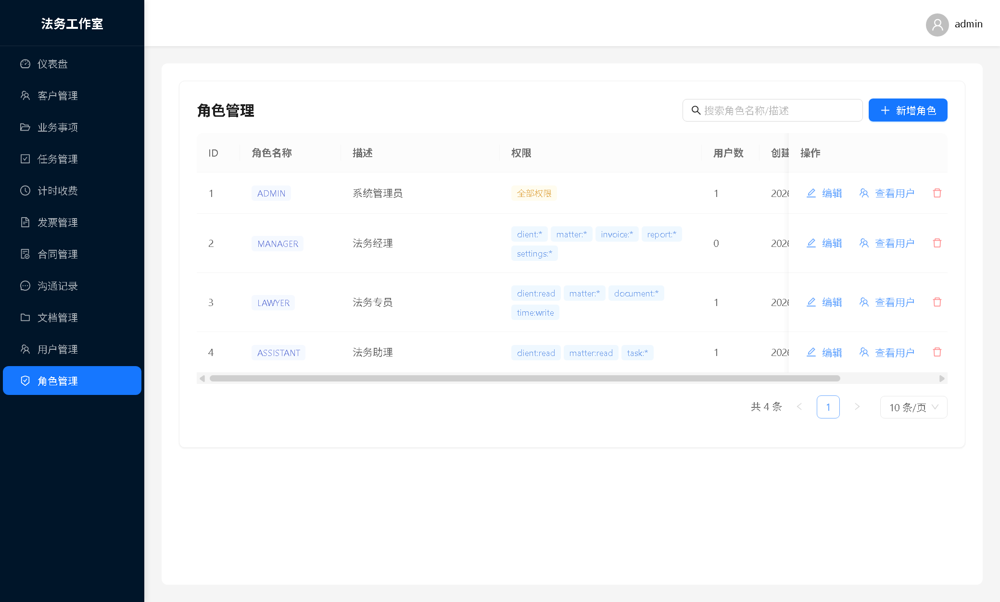 法务工作室
admin
仪表盘
客户管理
业务事项
任务管理
计时收费
发票管理
合同管理
沟通记录
文档管理
用户管理
角色管理
角色管理
搜索角色名称/描述
新增角色
ID 角色名称 描述 权限 用户数 创建 操作
1 ADMIN 系统管理员 全部权限 1 2026 编辑 查看用户
2 MANAGER 法务经理 client:* matter:* invoice:* report:* settings:* 0 2026 编辑 查看用户
3 LAWYER 法务专员 client:read matter:* document:* time:write 1 2026 编辑 查看用户
4 ASSISTANT 法务助理 client:read matter:read task:* 1 2026 编辑 查看用户
共 4 条 1 10 条/页